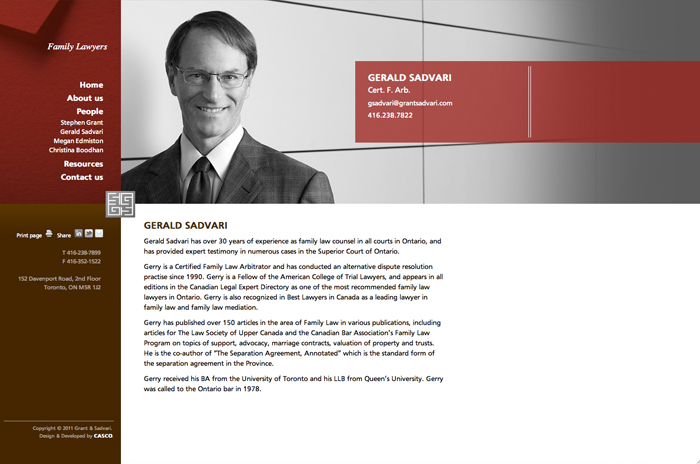 Family Lawyers
Home
About us
People
Stephen Grant
Gerald Sadvari
Megan Edmiston
Christina Boodhan
Resources
Contact us
GERALD SADVARI
Cert. F. Arb.
gsadvari@grantsadvari.com
416.238.7822
Print page Share
T 416-238-7899
F 416-352-1522
152 Davenport Road, 2nd Floor
Toronto, ON M5R 1J2
Copyright © 2011 Grant & Sadvari.
Design & Developed by CASCO.
GERALD SADVARI
Gerald Sadvari has over 30 years of experience as family law counsel in all courts in Ontario, and
has provided expert testimony in numerous cases in the Superior Court of Ontario.
Gerry is a Certified Family Law Arbitrator and has conducted an alternative dispute resolution
practise since 1990. Gerry is a Fellow of the American College of Trial Lawyers, and appears in all
editions in the Canadian Legal Expert Directory as one of the most recommended family law
lawyers in Ontario. Gerry is also recognized in Best Lawyers in Canada as a leading lawyer in
family law and family law mediation.
Gerry has published over 150 articles in the area of Family Law in various publications, including
articles for The Law Society of Upper Canada and the Canadian Bar Association's Family Law
Program on topics of support, advocacy, marriage contracts, valuation of property and trusts.
He is the co-author of "The Separation Agreement, Annotated" which is the standard form of
the separation agreement in the Province.
Gerry received his BA from the University of Toronto and his LLB from Queen's University. Gerry
was called to the Ontario bar in 1978.